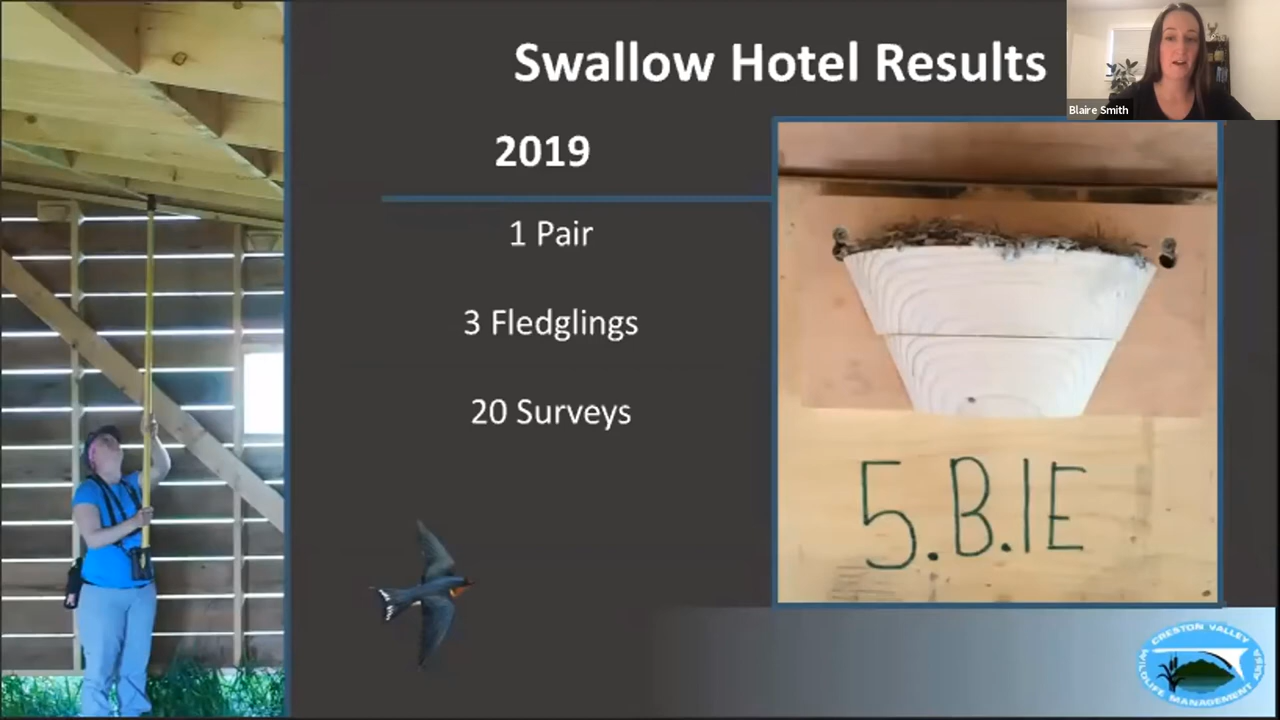 Swallow Hotel Results
Blaire Smith
2019
1 Pair
3 Fledglings
20 Surveys
5.B.1E
CRESTON VALLEY
WILDLIFE MANAGEMENT AREA